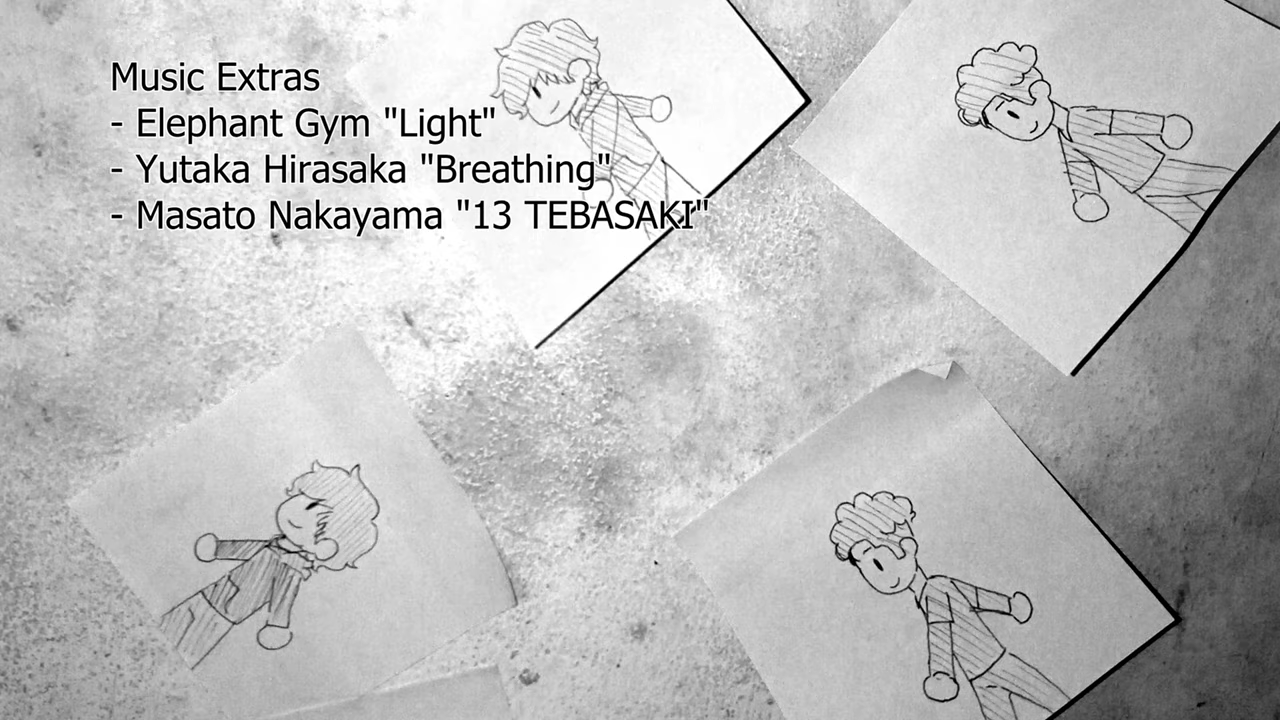 Music Extras
- Elephant Gym "Light"
- Yutaka Hirasaka "Breathing"
- Masato Nakayama "13 TEBASAKI"